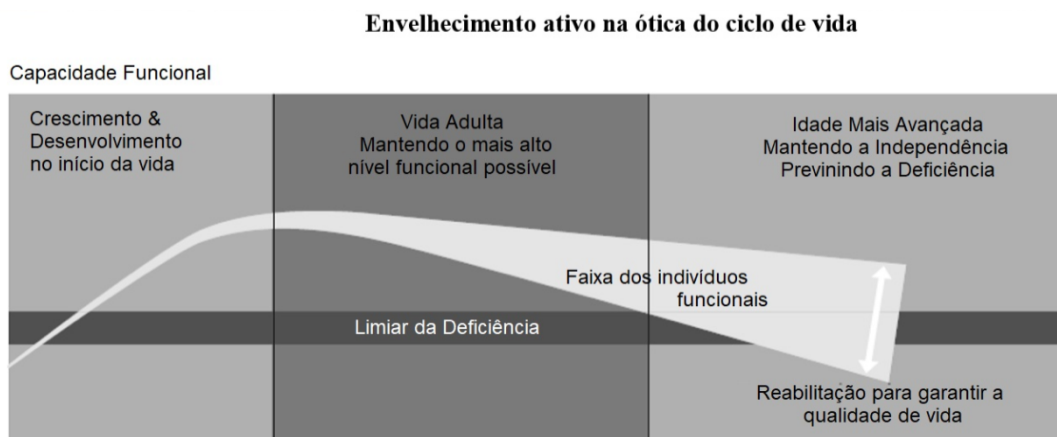 Envelhecimento ativo na ótica do ciclo de vida
Capacidade Funcional
Crescimento &
Desenvolvimento
no início da vida
Vida Adulta
Mantendo o mais alto
nível funcional possível
Idade Mais Avançada
Mantendo a Independência
Previnindo a Deficiência
Faixa dos indivíduos
funcionais
Limiar da Deficiência
Reabilitação para garantir a
qualidade de vida